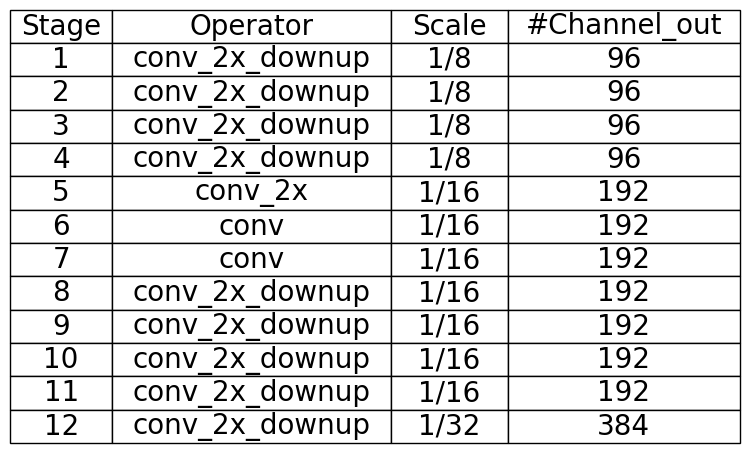 Stage Operator Scale #Channel_out
1 conv_2x_downup 1/8 96
2 conv_2x_downup 1/8 96
3 conv_2x_downup 1/8 96
4 conv_2x_downup 1/8 96
5 conv_2x 1/16 192
6 conv 1/16 192
7 conv 1/16 192
8 conv_2x_downup 1/16 192
9 conv_2x_downup 1/16 192
10 conv_2x_downup 1/16 192
11 conv_2x_downup 1/16 192
12 conv_2x_downup 1/32 384